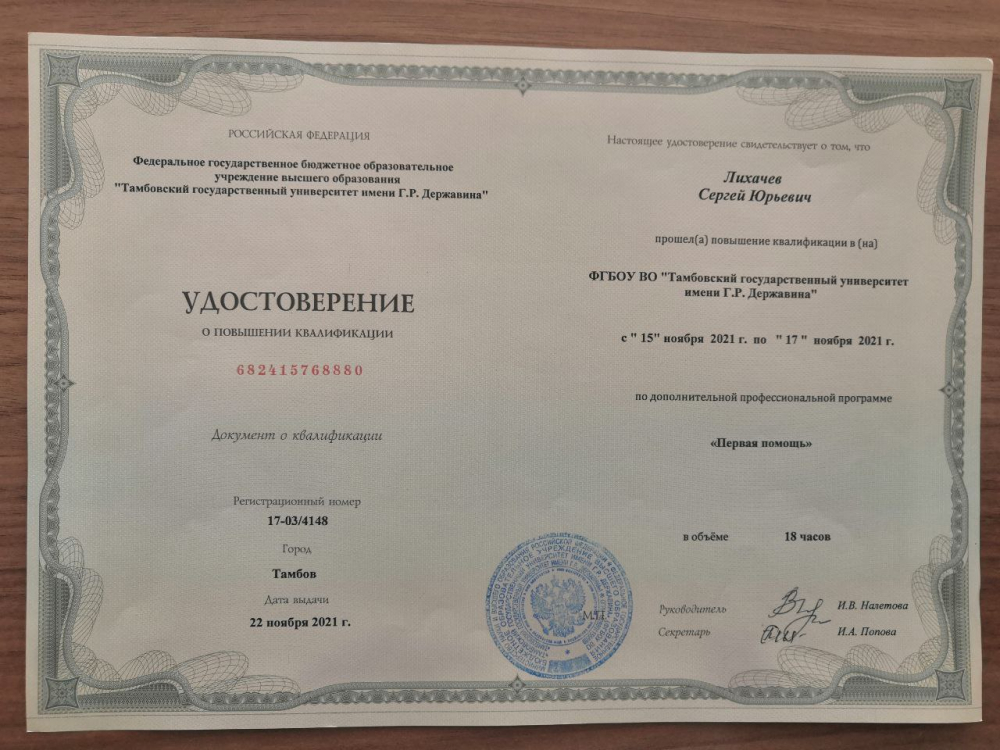 РОССИЙСКАЯ ФЕДЕРАЦИЯ
Федеральное государственное бюджетное образовательное
учреждение высшего образования
"Тамбовский государственный университет имени Г.Р. Державина"
УДОСТОВЕРЕНИЕ
О ПОВЫШЕНИИ КВАЛИФИКАЦИИ
682415768880
Документ о квалификации
Регистрационный номер
17-03/4148
Город
Тамбов
Дата выдачи
22 ноября 2021 г.
Настоящее удостоверение свидетельствует о том, что
Лихачев
Сергей Юрьевич
прошел(а) повышение квалификации в (на)
ФГБОУ ВО "Тамбовский государственный университет
имени Г.Р. Державина"
с " 15" ноября 2021 г. по " 17 " ноября 2021 г.
по дополнительной профессиональной программе
«Первая помощь»
в объёме 18 часов
М.П.
Руководитель И.В. Налетова
Секретарь И.А. Попова